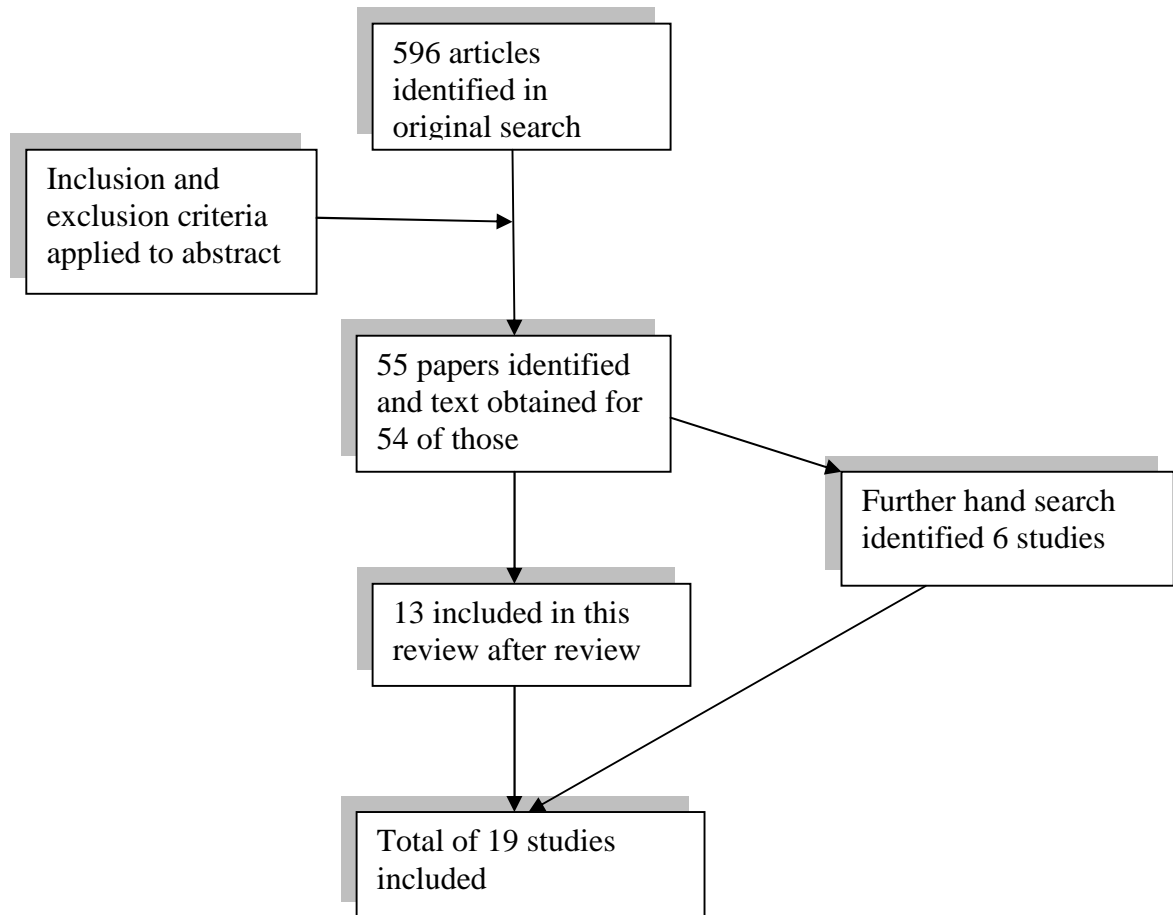 596 articles
identified in
original search
Inclusion and
exclusion criteria
applied to abstract
55 papers identified
and text obtained for
54 of those
Further hand search
identified 6 studies
13 included in this
review after review
Total of 19 studies
included